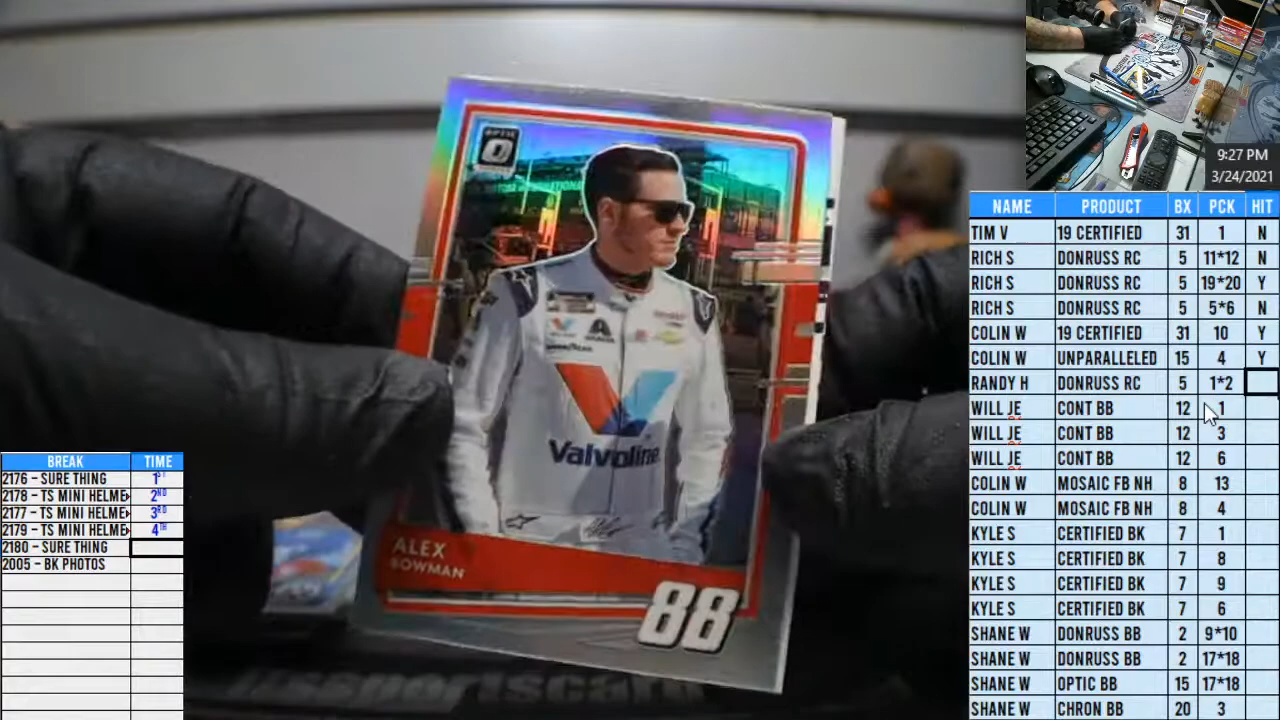 OPTIC
ALEX
BOWMAN
88
Valvoline
9:27 PM
3/24/2021
NAME PRODUCT BX PCK HIT
TIM V 19 CERTIFIED 31 1 N
RICH S DONRUSS RC 5 11*12 N
RICH S DONRUSS RC 5 19*20 Y
RICH S DONRUSS RC 5 5*6 N
COLIN W 19 CERTIFIED 31 10 Y
COLIN W UNPARALLELED 15 4 Y
RANDY H DONRUSS RC 5 1*2
WILL JE CONT BB 12 1
WILL JE CONT BB 12 3
WILL JE CONT BB 12 6
COLIN W MOSAIC FB NH 8 13
COLIN W MOSAIC FB NH 8 4
KYLE S CERTIFIED BK 7 1
KYLE S CERTIFIED BK 7 8
KYLE S CERTIFIED BK 7 9
KYLE S CERTIFIED BK 7 6
SHANE W DONRUSS BB 2 9*10
SHANE W DONRUSS BB 2 17*18
SHANE W OPTIC BB 15 17*18
SHANE W CHRON BB 20 3
BREAK TIME
2176 - SURE THING 1ST
2178 - TS MINI HELME 2ND
2177 - TS MINI HELME 3RD
2179 - TS MINI HELME 4TH
2180 - SURE THING
2005 - BK PHOTOS